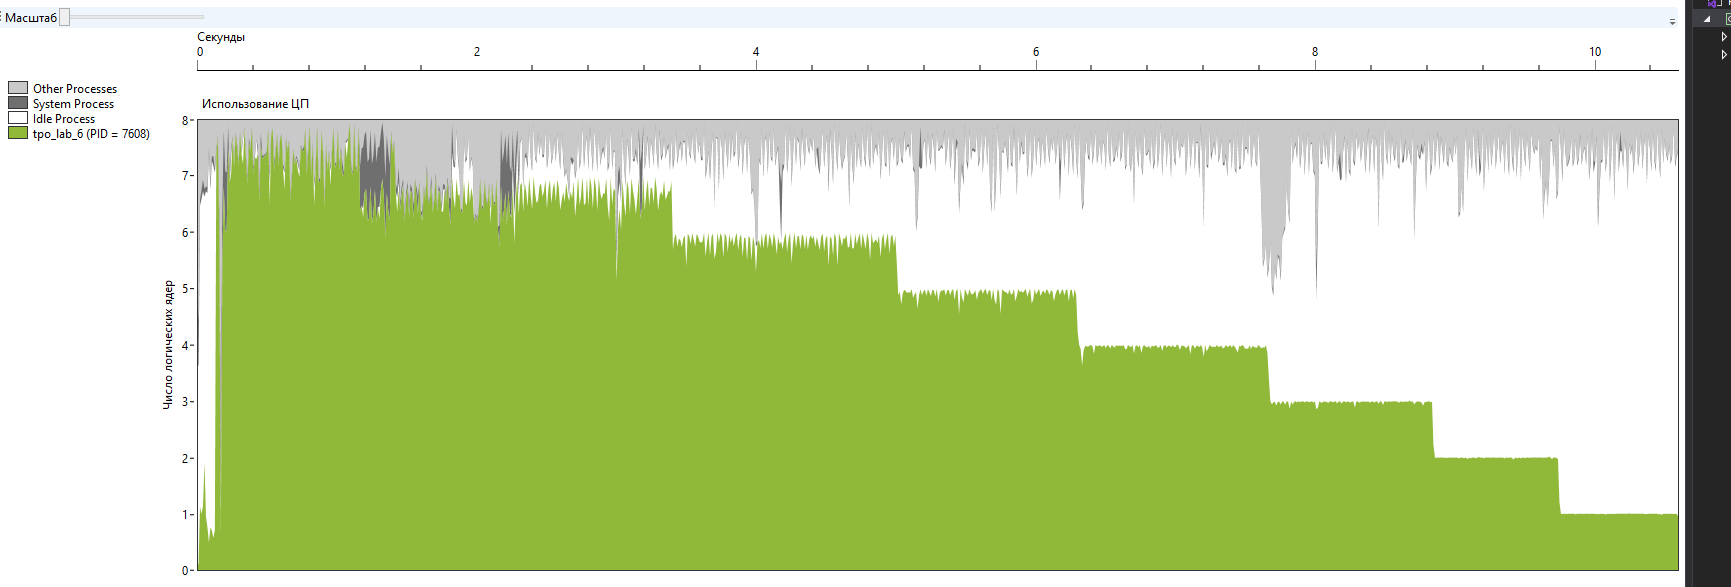 Масштаб
Секунды
0 2 4 6 8 10
Other Processes
System Process
Idle Process
tpo_lab_6 (PID = 7608)
Использование ЦП
Число логических ядер
8
7
6
5
4
3
2
1
0